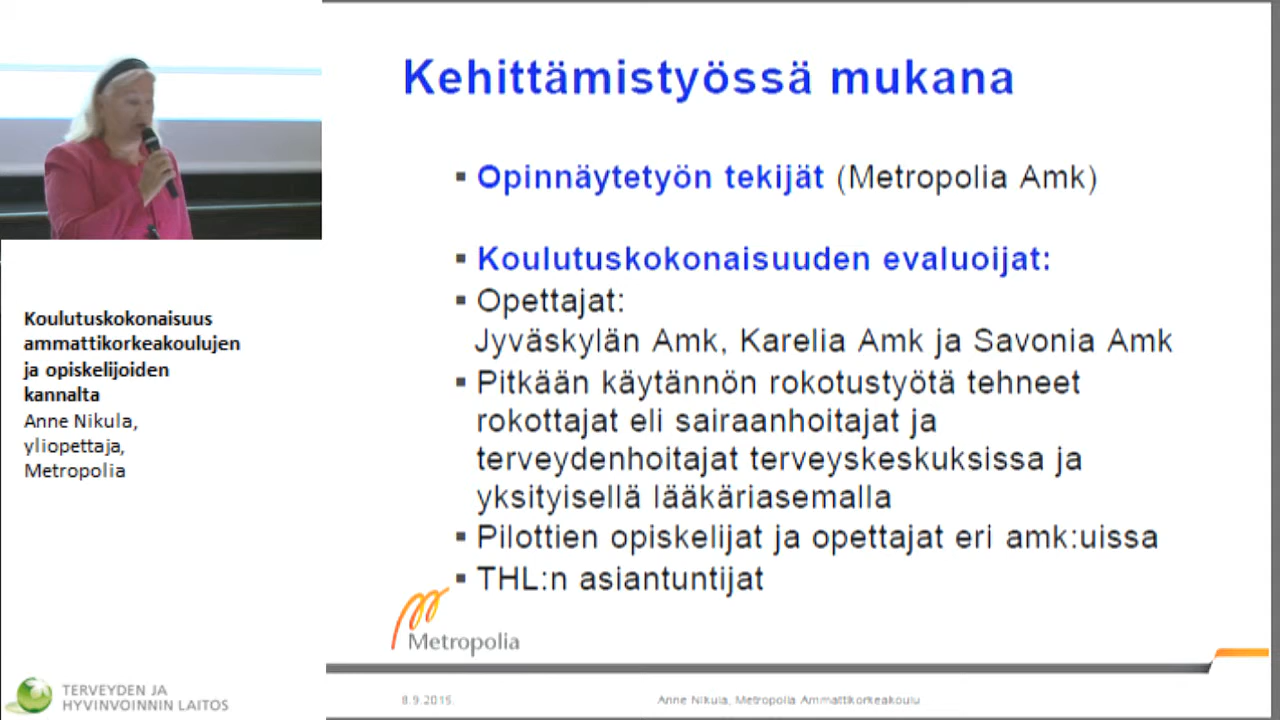 Kehittämistyössä mukana
Opinnäytetyön tekijät (Metropolia Amk)
Koulutuskokonaisuuden evaluoijat:
Opettajat:
Jyväskylän Amk, Karelia Amk ja Savonia Amk
Pitkään käytännön rokotustyötä tehneet
rokottajat eli sairaanhoitajat ja
terveydenhoitajat terveyskeskuksissa ja
yksityisellä lääkäriasemalla
Pilottien opiskelijat ja opettajat eri amk:uissa
THL:n asiantuntijat
Metropolia
8.9.2015
Anne Nikula, Metropolia Ammattikorkeakoulu
Koulutuskokonaisuus
ammattikorkeakoulujen
ja opiskelijoiden
kannalta
Anne Nikula,
yliopettaja,
Metropolia
TERVEYDEN JA
HYVINVOINNIN LAITOS